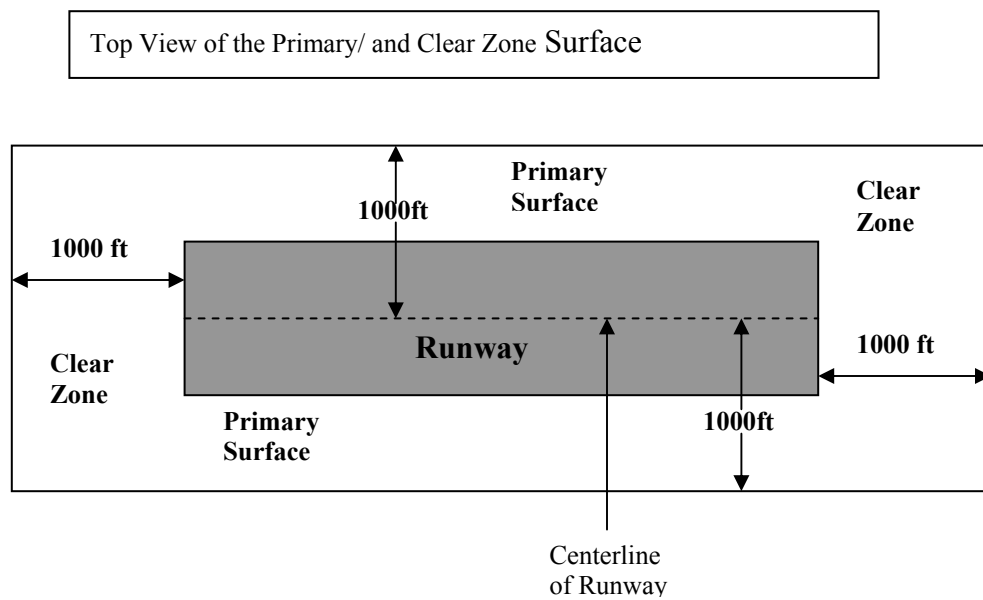 Top View of the Primary/ and Clear Zone Surface
Primary
Surface
Clear
Zone
1000ft
1000 ft
Runway
Clear
Zone
1000 ft
Primary
Surface
1000ft
Centerline
of Runway